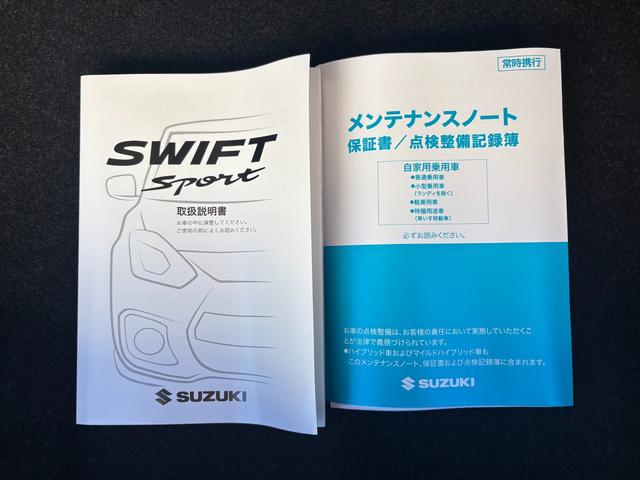 SWIFT
Sport
取扱説明書
お車の中に保管してください。
ご使用の前によくお読みください。
SUZUKI
常時携行
メンテナンスノート
保証書／点検整備記録簿
自家用乗用車
●普通乗用車
●小型乗用車
（ランディを除く）
●軽乗用車
●特種用途車
（車いす移動車）
必ずお読みください。
お車の点検整備は、お客様の責任において実施していただくこ
とが法律で義務づけられています。
●ハイブリッド車およびマイルドハイブリッド車も
このメンテナンスノート、保証書および点検記録簿に含まれます。
SUZUKI